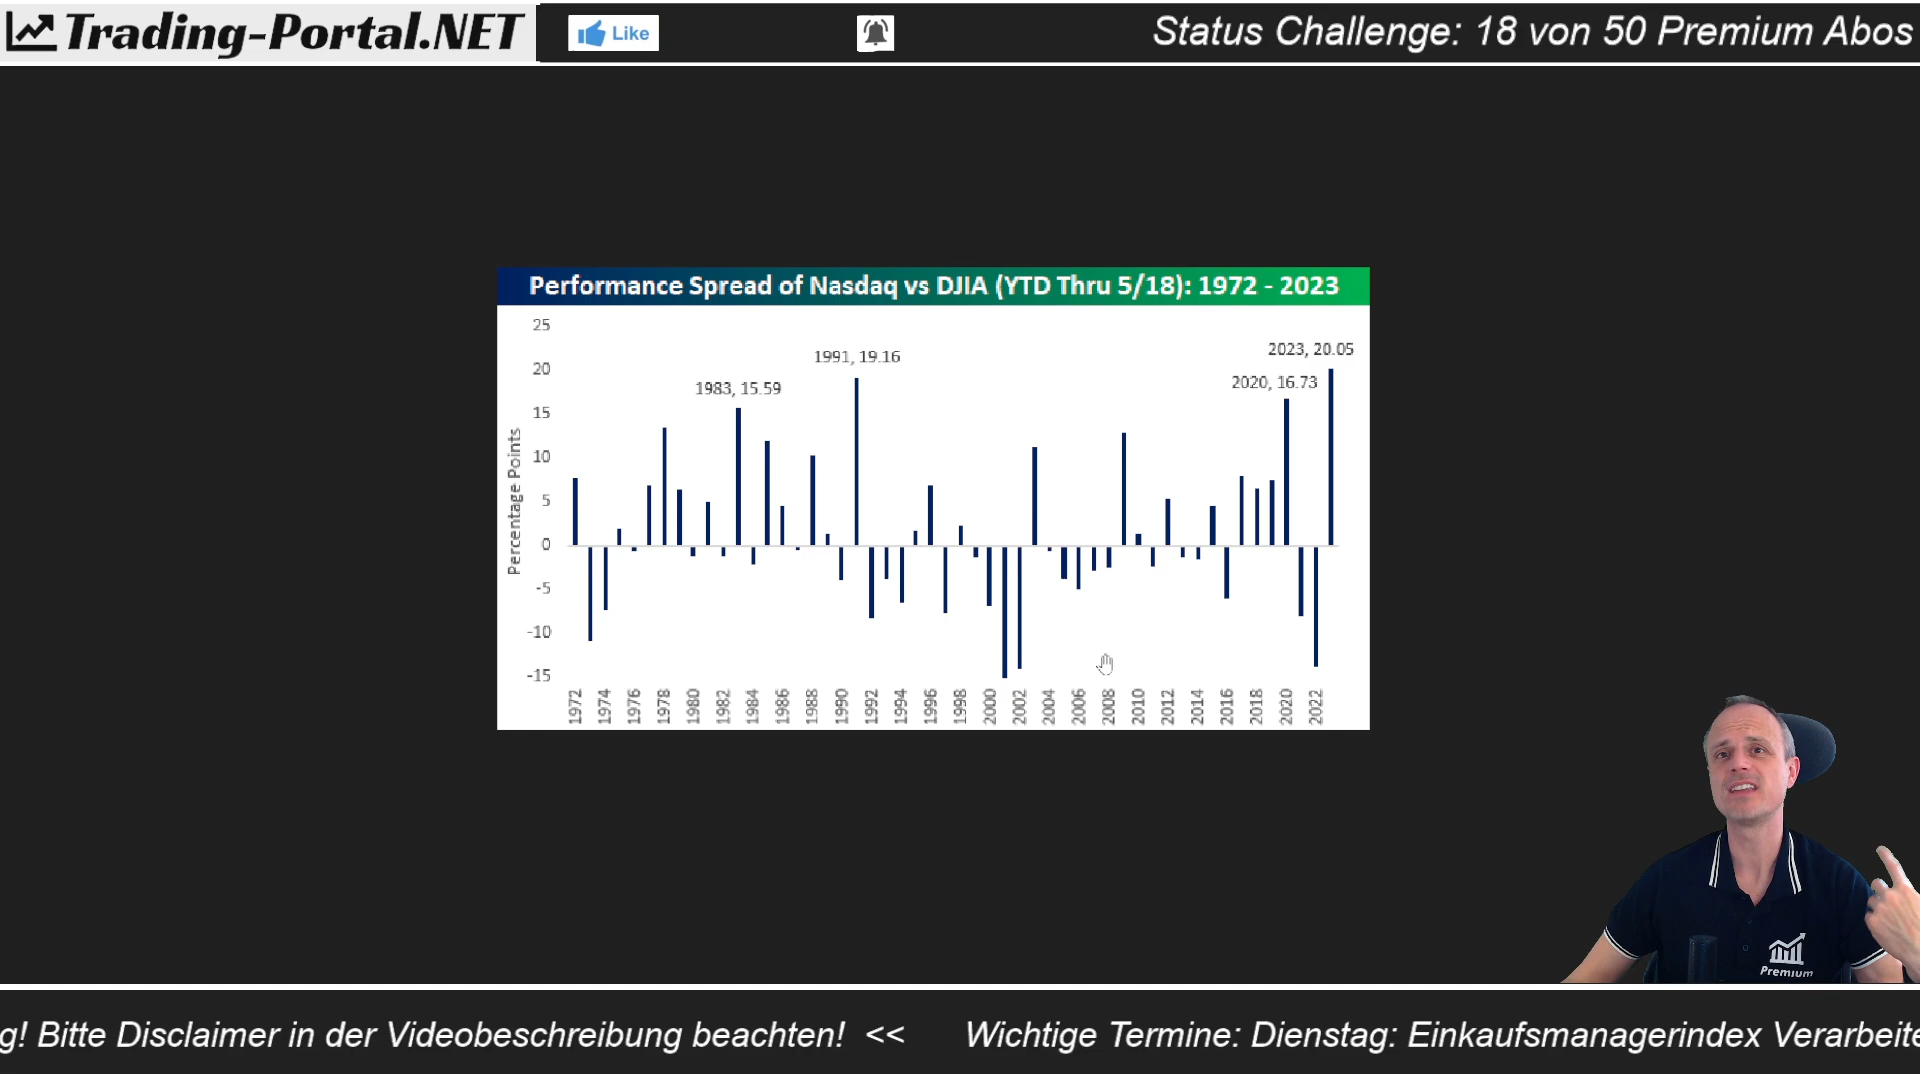 Trading-Portal.NET
Like
Status Challenge: 18 von 50 Premium Abos
Performance Spread of Nasdaq vs DJIA (YTD Thru 5/18): 1972 - 2023
Percentage Points
25
20
15
10
5
0
-5
-10
-15
1983, 15.59
1991, 19.16
2020, 16.73
2023, 20.05
1972 1974 1976 1978 1980 1982 1984 1986 1988 1990 1992 1994 1996 1998 2000 2002 2004 2006 2008 2010 2012 2014 2016 2018 2020 2022
Premium
g! Bitte Disclaimer in der Videobeschreibung beachten! << Wichtige Termine: Dienstag: Einkaufsmanagerindex Verarbeite